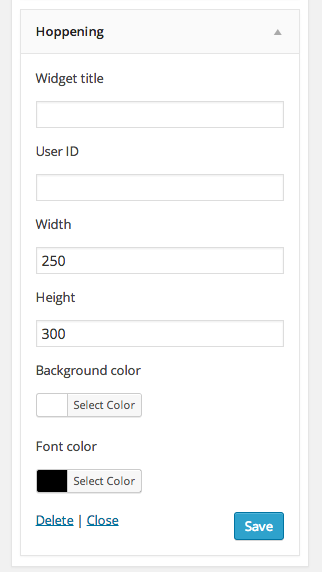 Hoppening
Widget title
User ID
Width
250
Height
300
Background color
Select Color
Font color
Select Color
Delete | Close
Save